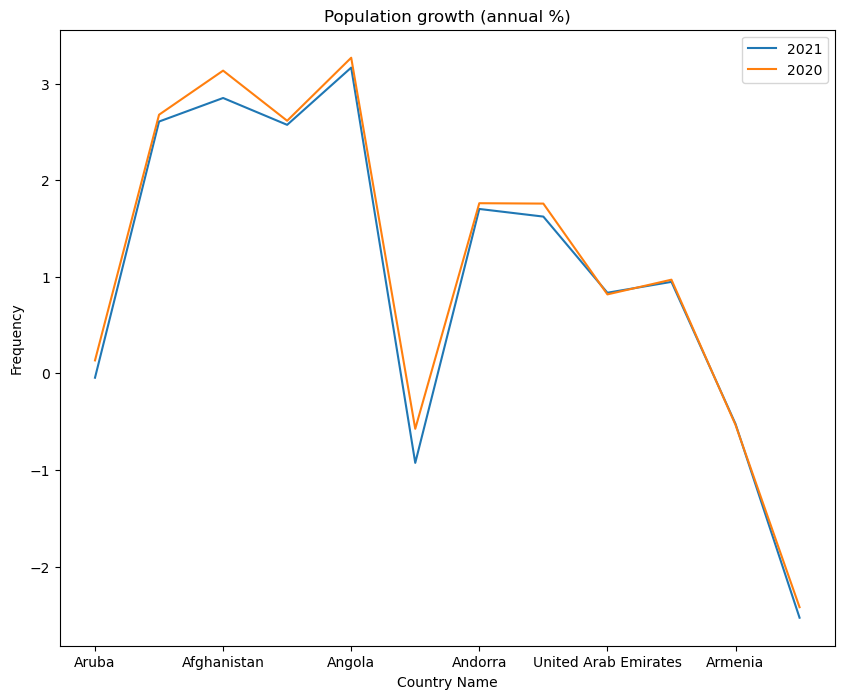 Population growth (annual %)
2021
2020
3
2
1
0
−1
−2
Frequency
Aruba
Afghanistan
Angola
Andorra
United Arab Emirates
Armenia
Country Name